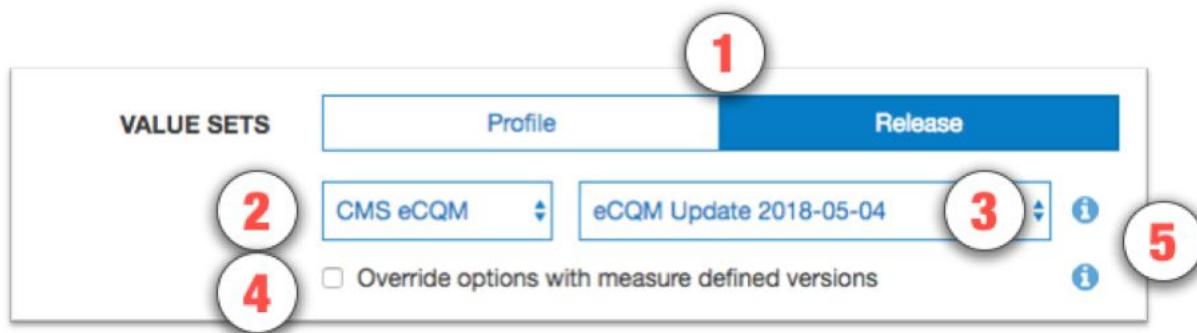 1
VALUE SETS Profile Release
2 CMS eCQM eCQM Update 2018-05-04 3
5
4 Override options with measure defined versions